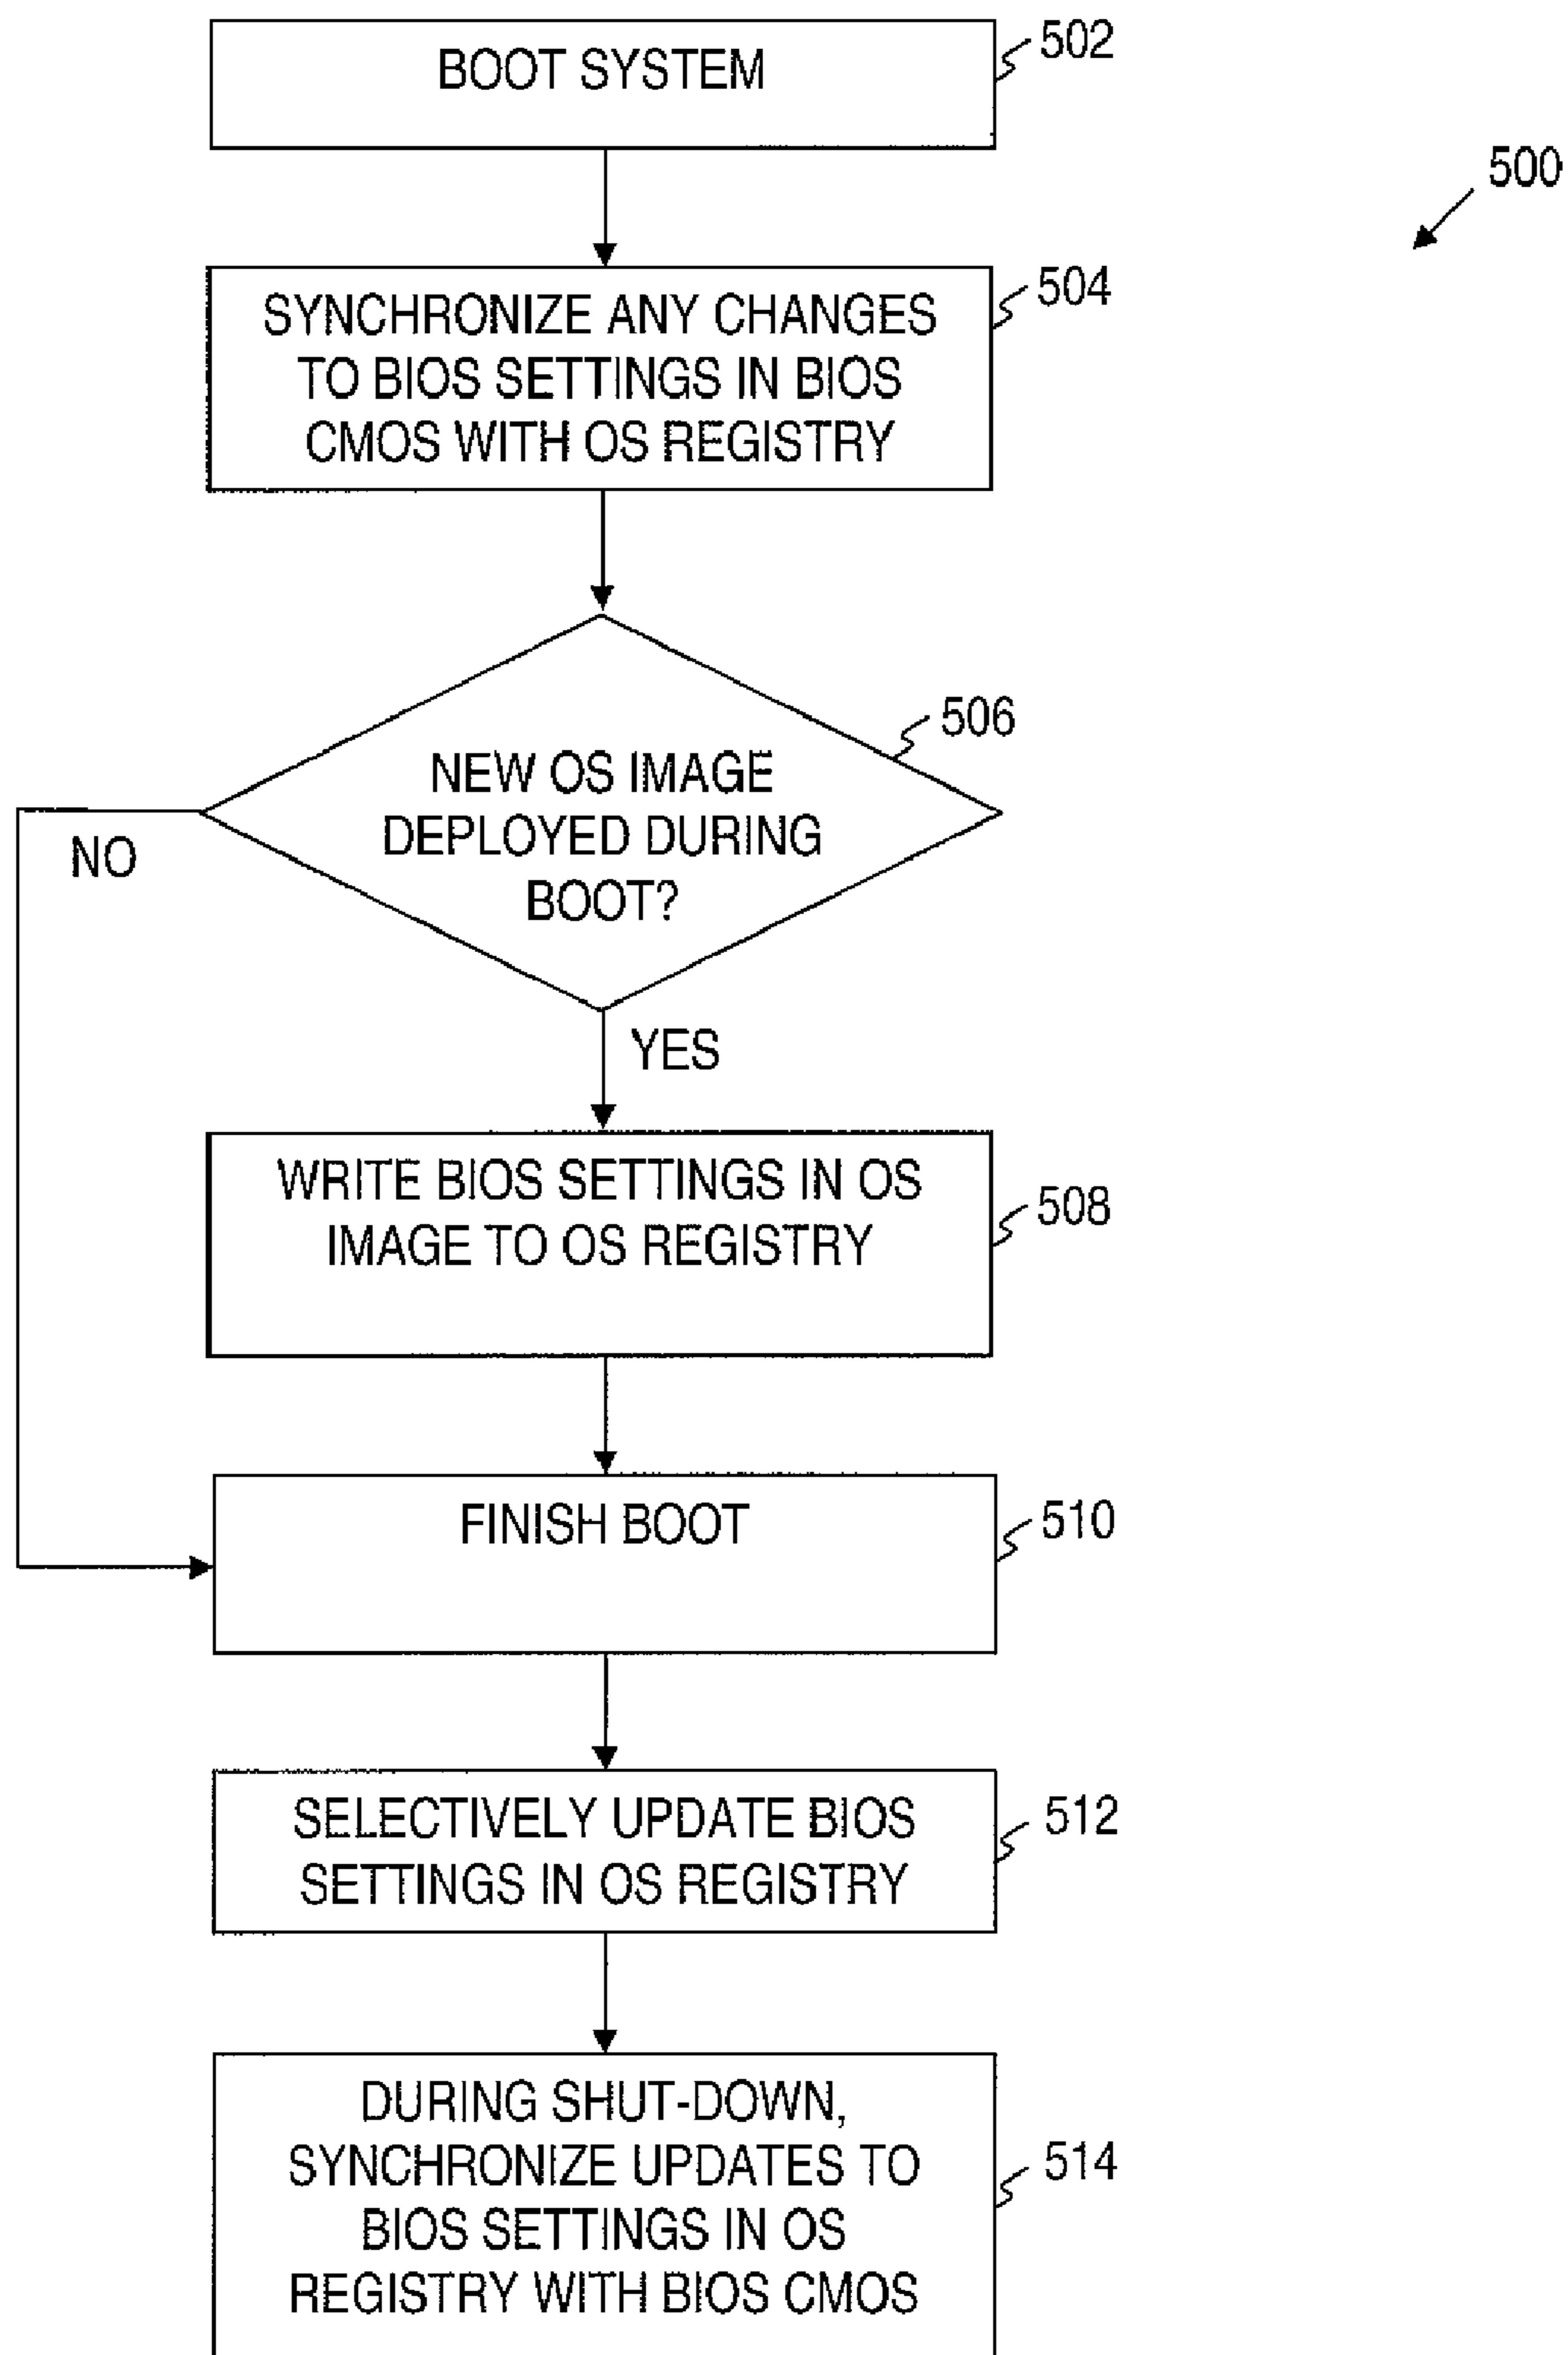 BOOT SYSTEM
502
500
SYNCHRONIZE ANY CHANGES
TO BIOS SETTINGS IN BIOS
CMOS WITH OS REGISTRY
504
NEW OS IMAGE
DEPLOYED DURING
BOOT?
506
NO
YES
WRITE BIOS SETTINGS IN OS
IMAGE TO OS REGISTRY
508
FINISH BOOT
510
SELECTIVELY UPDATE BIOS
SETTINGS IN OS REGISTRY
512
DURING SHUT-DOWN,
SYNCHRONIZE UPDATES TO
BIOS SETTINGS IN OS
REGISTRY WITH BIOS CMOS
514